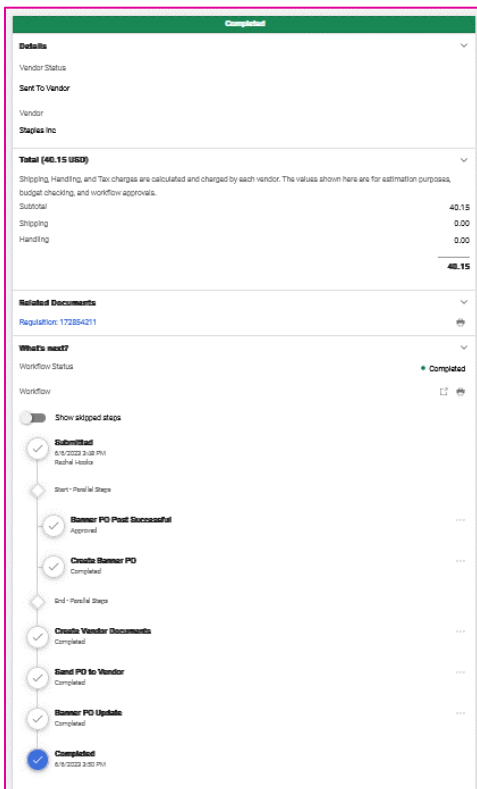 Completed
Details
Vendor Status
Sent To Vendor
Vendor
Staples Inc
Total (40.15 USD)
Shipping, Handling, and Tax charges are calculated and charged by each vendor. The values shown here are for estimation purposes,
budget checking, and workflow approvals.
Subtotal 40.15
Shipping 0.00
Handling 0.00
40.15
Related Documents
Requisition: 172854211
What's next?
Workflow Status Completed
Workflow
Show skipped steps
Submitted
6/6/2023 3:49 PM
Rachel Hooks
Start - Parallel Steps
Banner PO Post Successful
Approved
Create Banner PO
Completed
End - Parallel Steps
Create Vendor Documents
Completed
Send PO to Vendor
Completed
Banner PO Update
Completed
Completed
6/6/2023 3:50 PM